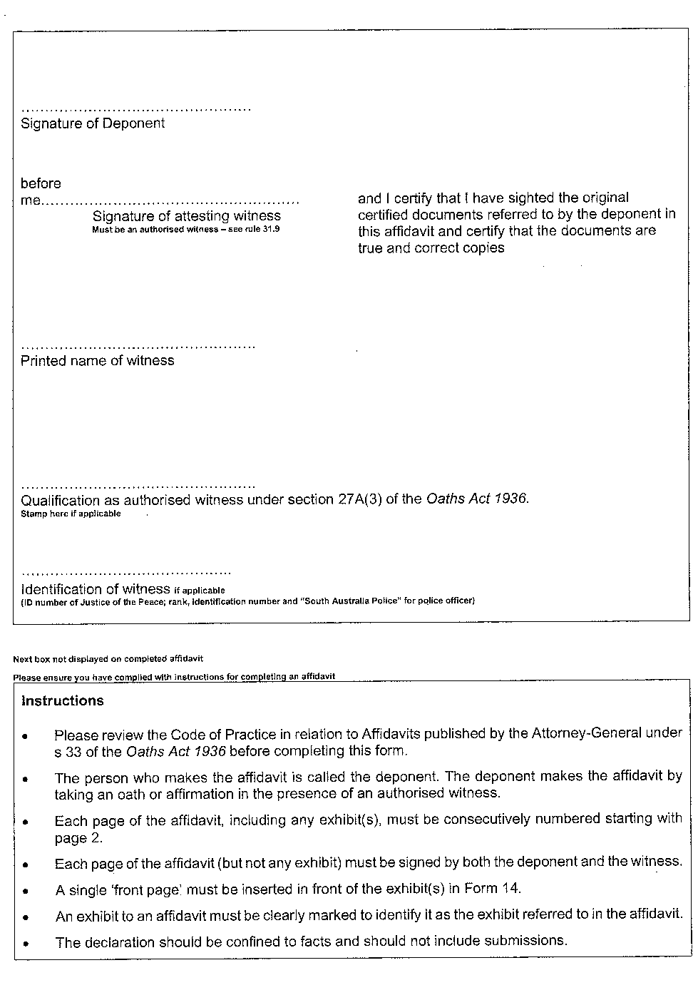 ................................................
Signature of Deponent
before
me.....................................................
Signature of attesting witness
Must be an authorised witness – see rule 31.9
and I certify that I have sighted the original
certified documents referred to by the deponent in
this affidavit and certify that the documents are
true and correct copies
................................................
Printed name of witness
................................................
Qualification as authorised witness under section 27A(3) of the Oaths Act 1936.
Stamp here if applicable
...........................................
Identification of witness if applicable
(ID number of Justice of the Peace; rank, identification number and "South Australia Police" for police officer)
Next box not displayed on completed affidavit
Please ensure you have complied with instructions for completing an affidavit
Instructions
• Please review the Code of Practice in relation to Affidavits published by the Attorney-General under
s 33 of the Oaths Act 1936 before completing this form.
• The person who makes the affidavit is called the deponent. The deponent makes the affidavit by
taking an oath or affirmation in the presence of an authorised witness.
• Each page of the affidavit, including any exhibit(s), must be consecutively numbered starting with
page 2.
• Each page of the affidavit (but not any exhibit) must be signed by both the deponent and the witness.
• A single 'front page' must be inserted in front of the exhibit(s) in Form 14.
• An exhibit to an affidavit must be clearly marked to identify it as the exhibit referred to in the affidavit.
• The declaration should be confined to facts and should not include submissions.